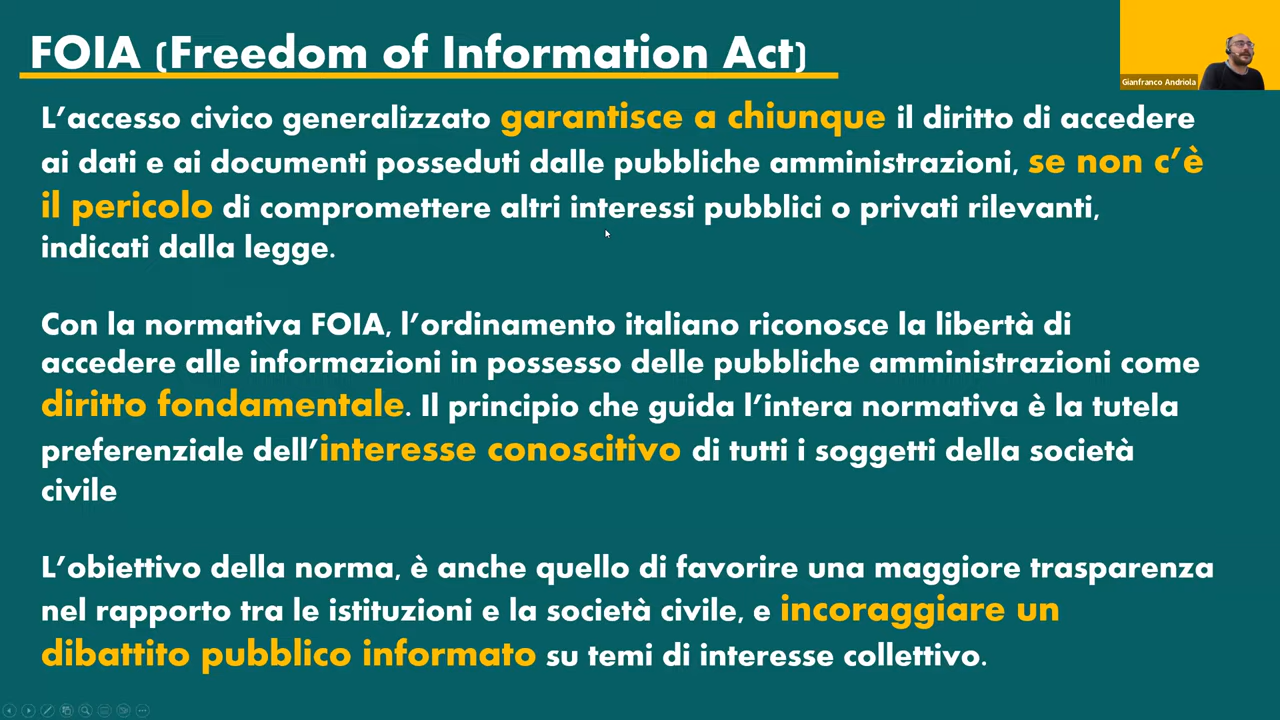 FOIA (Freedom of Information Act)
Gianfranco Andriola
L’accesso civico generalizzato garantisce a chiunque il diritto di accedere
ai dati e ai documenti posseduti dalle pubbliche amministrazioni, se non c’è
il pericolo di compromettere altri interessi pubblici o privati rilevanti,
indicati dalla legge.
Con la normativa FOIA, l’ordinamento italiano riconosce la libertà di
accedere alle informazioni in possesso delle pubbliche amministrazioni come
diritto fondamentale. Il principio che guida l’intera normativa è la tutela
preferenziale dell’interesse conoscitivo di tutti i soggetti della società
civile
L’obiettivo della norma, è anche quello di favorire una maggiore trasparenza
nel rapporto tra le istituzioni e la società civile, e incoraggiare un
dibattito pubblico informato su temi di interesse collettivo.